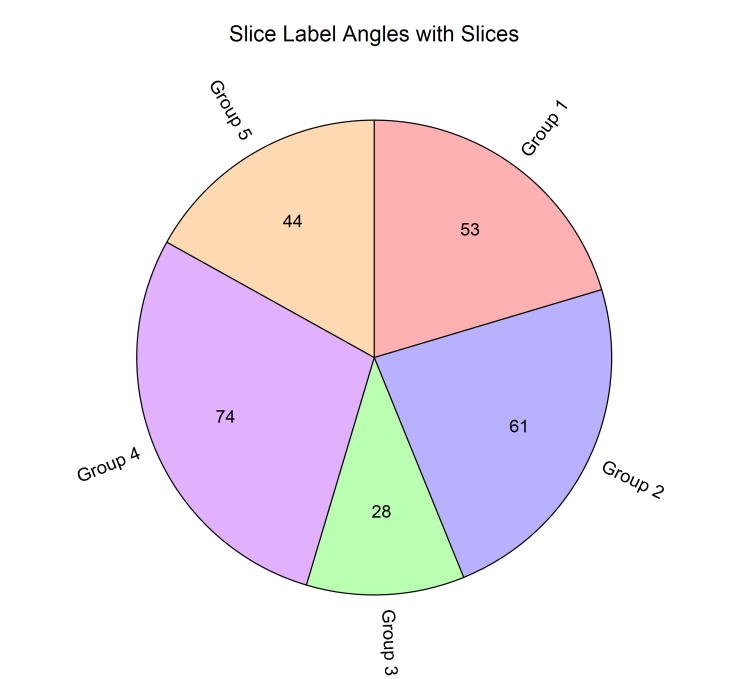 Slice Label Angles with Slices
Group 5
Group 1
44
53
74
61
Group 4
Group 2
28
Group 3